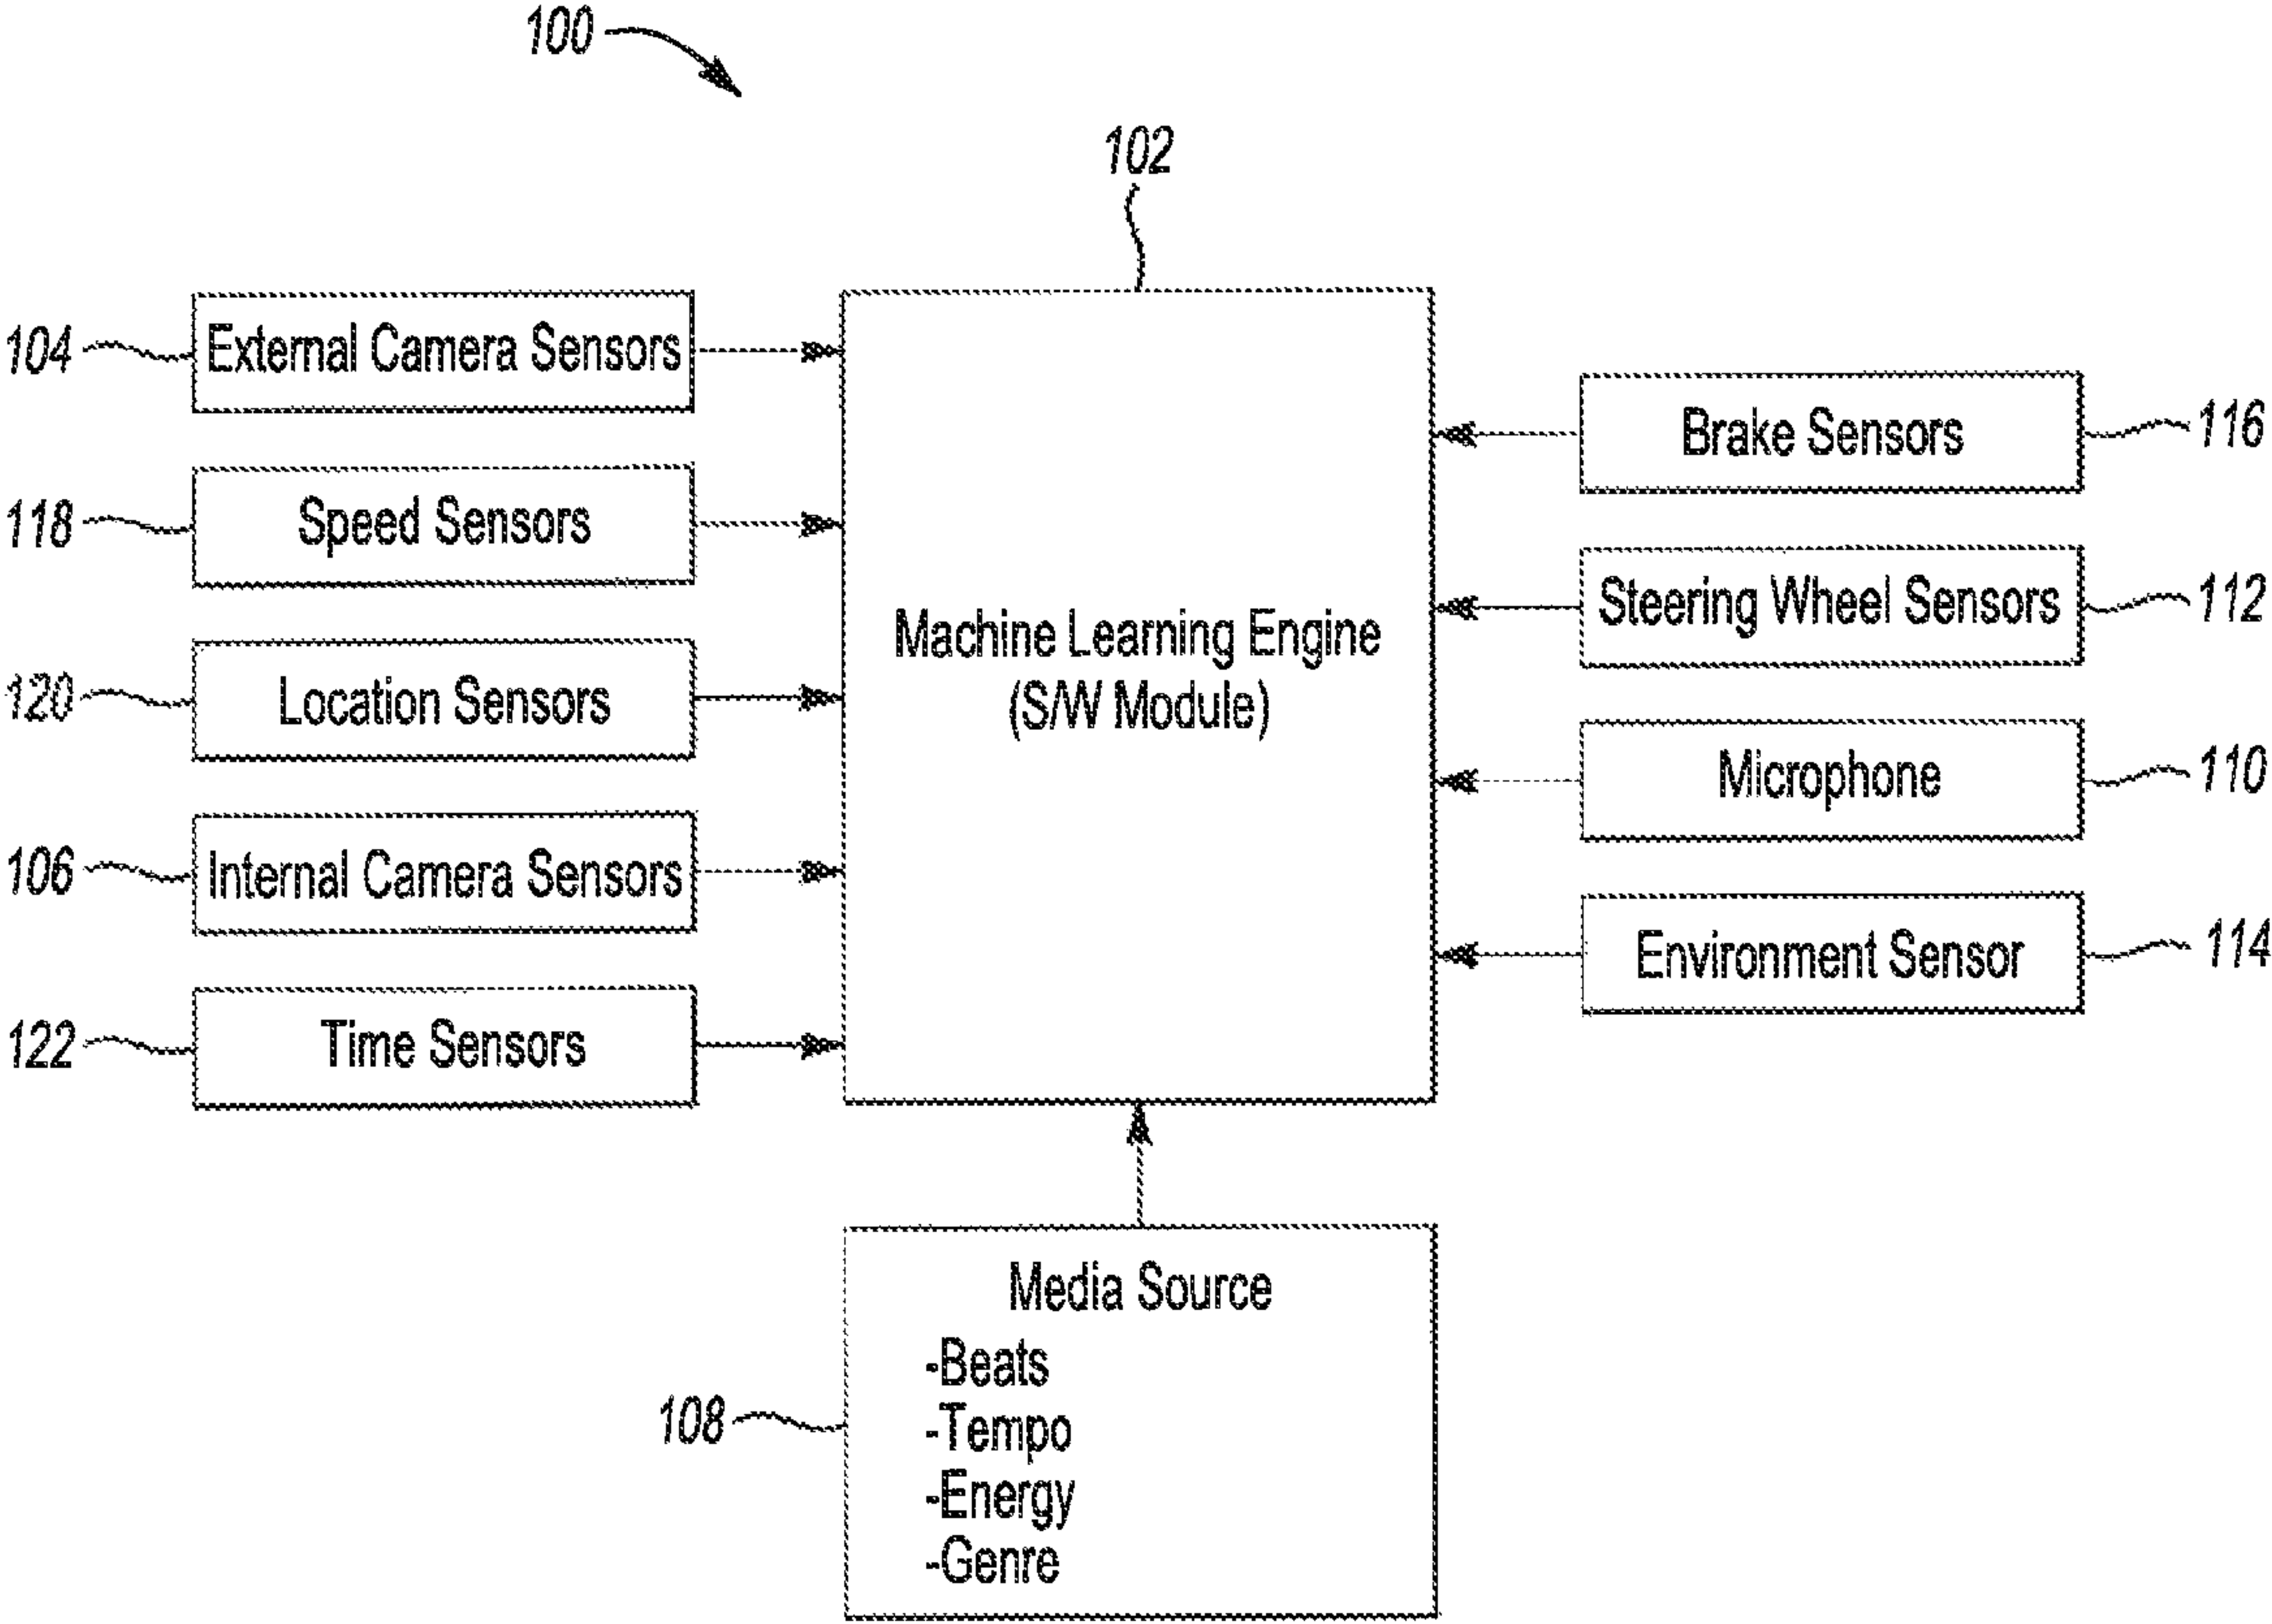 100
102
104
External Camera Sensors
118
Speed Sensors
120
Location Sensors
106
Internal Camera Sensors
122
Time Sensors
Machine Learning Engine
(S/W Module)
Brake Sensors
116
Steering Wheel Sensors
112
Microphone
110
Environment Sensor
114
108
Media Source
-Beats
-Tempo
-Energy
-Genre